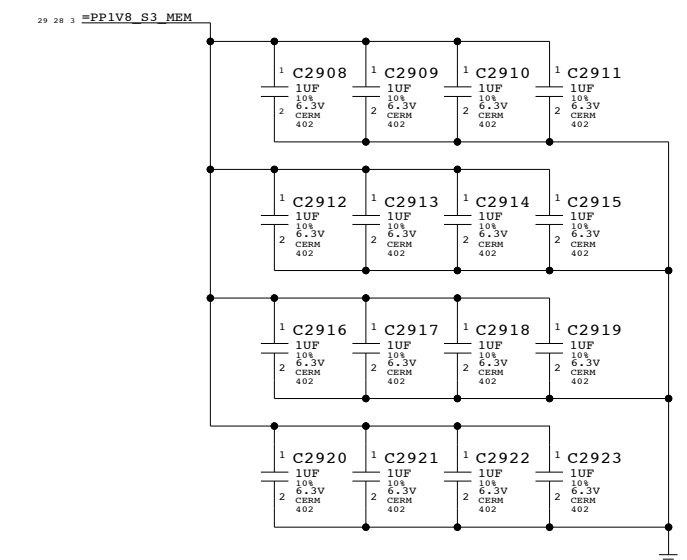 29 28 3 =PP1V8_S3_MEM
1 C2908 1 C2909 1 C2910 1 C2911
1UF 1UF 1UF 1UF
10% 10% 10% 10%
2 6.3V 2 6.3V 2 6.3V 2 6.3V
CERM CERM CERM CERM
402 402 402 402
1 C2912 1 C2913 1 C2914 1 C2915
1UF 1UF 1UF 1UF
10% 10% 10% 10%
2 6.3V 2 6.3V 2 6.3V 2 6.3V
CERM CERM CERM CERM
402 402 402 402
1 C2916 1 C2917 1 C2918 1 C2919
1UF 1UF 1UF 1UF
10% 10% 10% 10%
2 6.3V 2 6.3V 2 6.3V 2 6.3V
CERM CERM CERM CERM
402 402 402 402
1 C2920 1 C2921 1 C2922 1 C2923
1UF 1UF 1UF 1UF
10% 10% 10% 10%
2 6.3V 2 6.3V 2 6.3V 2 6.3V
CERM CERM CERM CERM
402 402 402 402